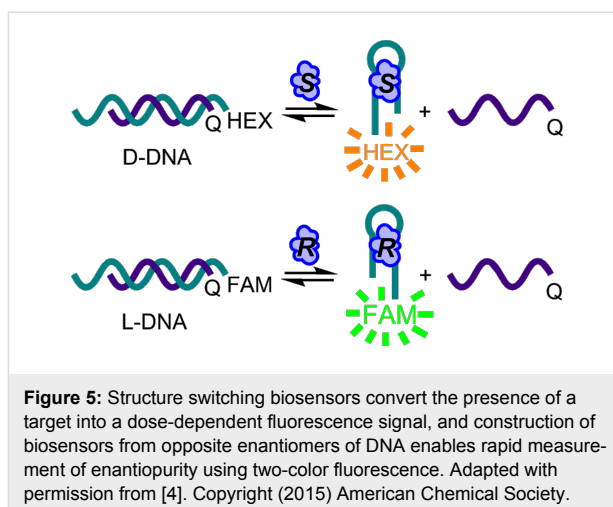 S
Q HEX
S
+
Q
D-DNA
HEX
R
Q FAM
R
+
Q
L-DNA
FAM
Figure 5: Structure switching biosensors convert the presence of a
target into a dose-dependent fluorescence signal, and construction of
biosensors from opposite enantiomers of DNA enables rapid measure-
ment of enantiopurity using two-color fluorescence. Adapted with
permission from [4]. Copyright (2015) American Chemical Society.